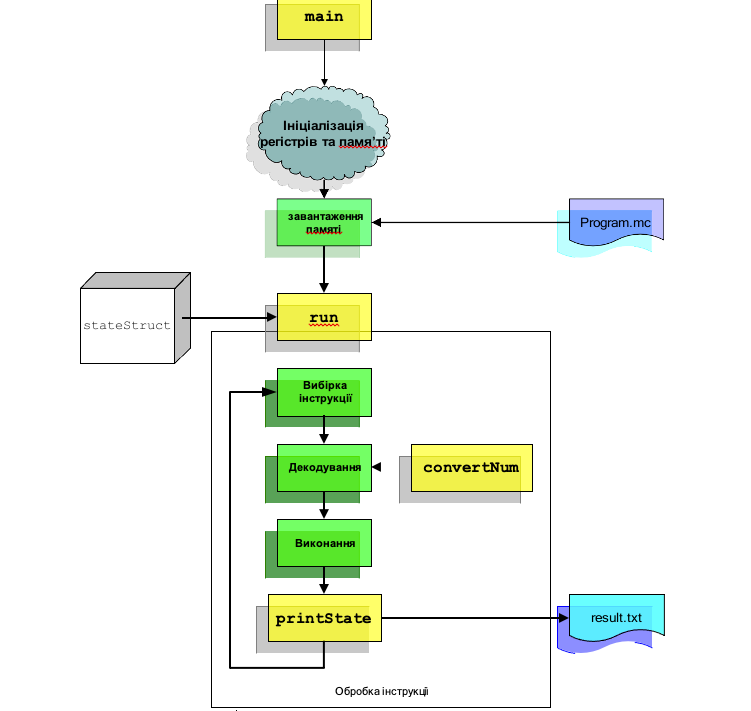 main
Ініціалізація
регістрів та памя'ті
завантаження
памяті
Program.mc
stateStruct
run
Вибірка
інструкції
Декодування
convertNum
Виконання
printState
result.txt
Обробка інструкції